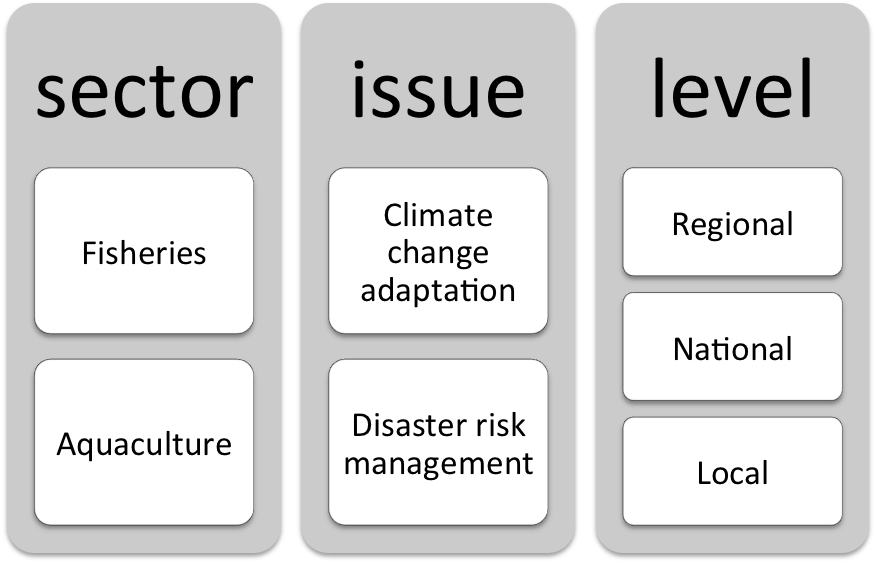 sector
Fisheries
Aquaculture
issue
Climate
change
adaptation
Disaster risk
management
level
Regional
National
Local